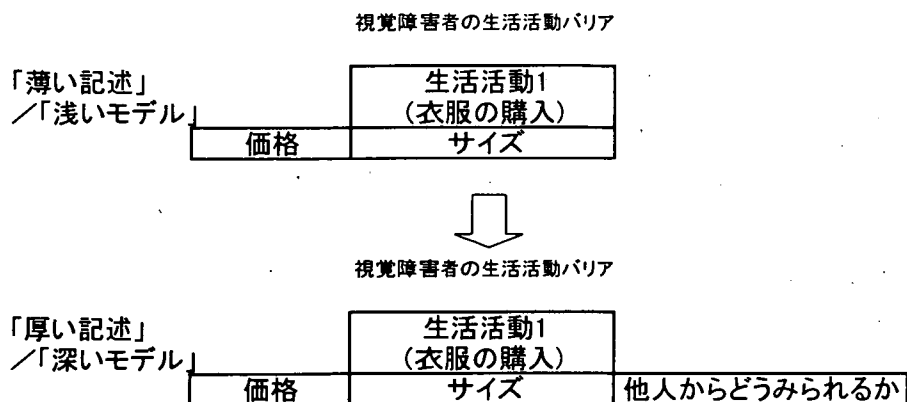 視覚障害者の生活活動バリア
「薄い記述」
／「浅いモデル」
生活活動1
(衣服の購入)
価格 サイズ
視覚障害者の生活活動バリア
「厚い記述」
／「深いモデル」
生活活動1
(衣服の購入)
価格 サイズ 他人からどうみられるか